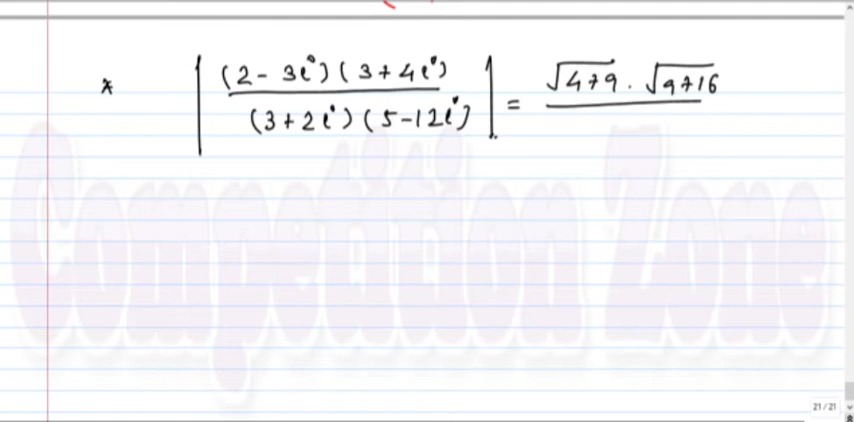 * | (2 - 3i)(3 + 4i) / (3 + 2i)(5 - 12i) | = √4+9 . √9+16
Competition Zone
21/21